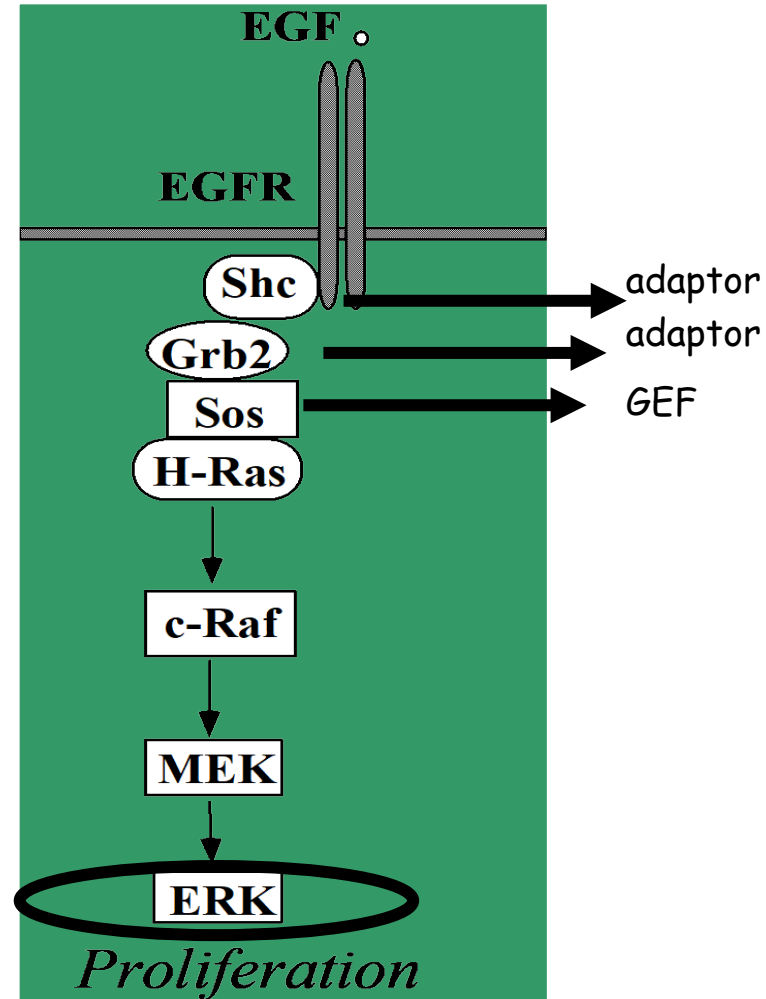 EGF
EGFR
Shc
adaptor
adaptor
Grb2
Sos
GEF
H-Ras
c-Raf
MEK
ERK
Proliferation